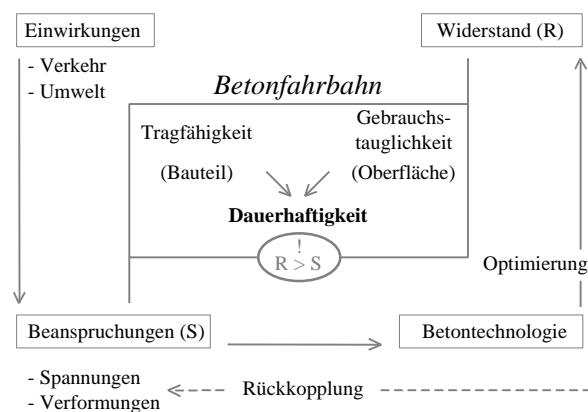 Einwirkungen
Widerstand (R)
- Verkehr
- Umwelt
Betonfahrbahn
Tragfähigkeit
(Bauteil)
Gebrauchs-
tauglichkeit
(Oberfläche)
Dauerhaftigkeit
!
R > S
Optimierung
Beanspruchungen (S)
Betontechnologie
- Spannungen
- Verformungen
Rückkopplung